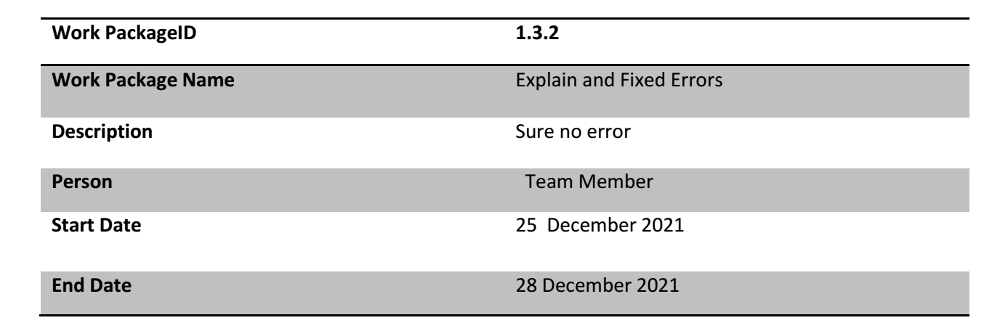 Work PackageID 1.3.2
Work Package Name Explain and Fixed Errors
Description Sure no error
Person Team Member
Start Date 25 December 2021
End Date 28 December 2021